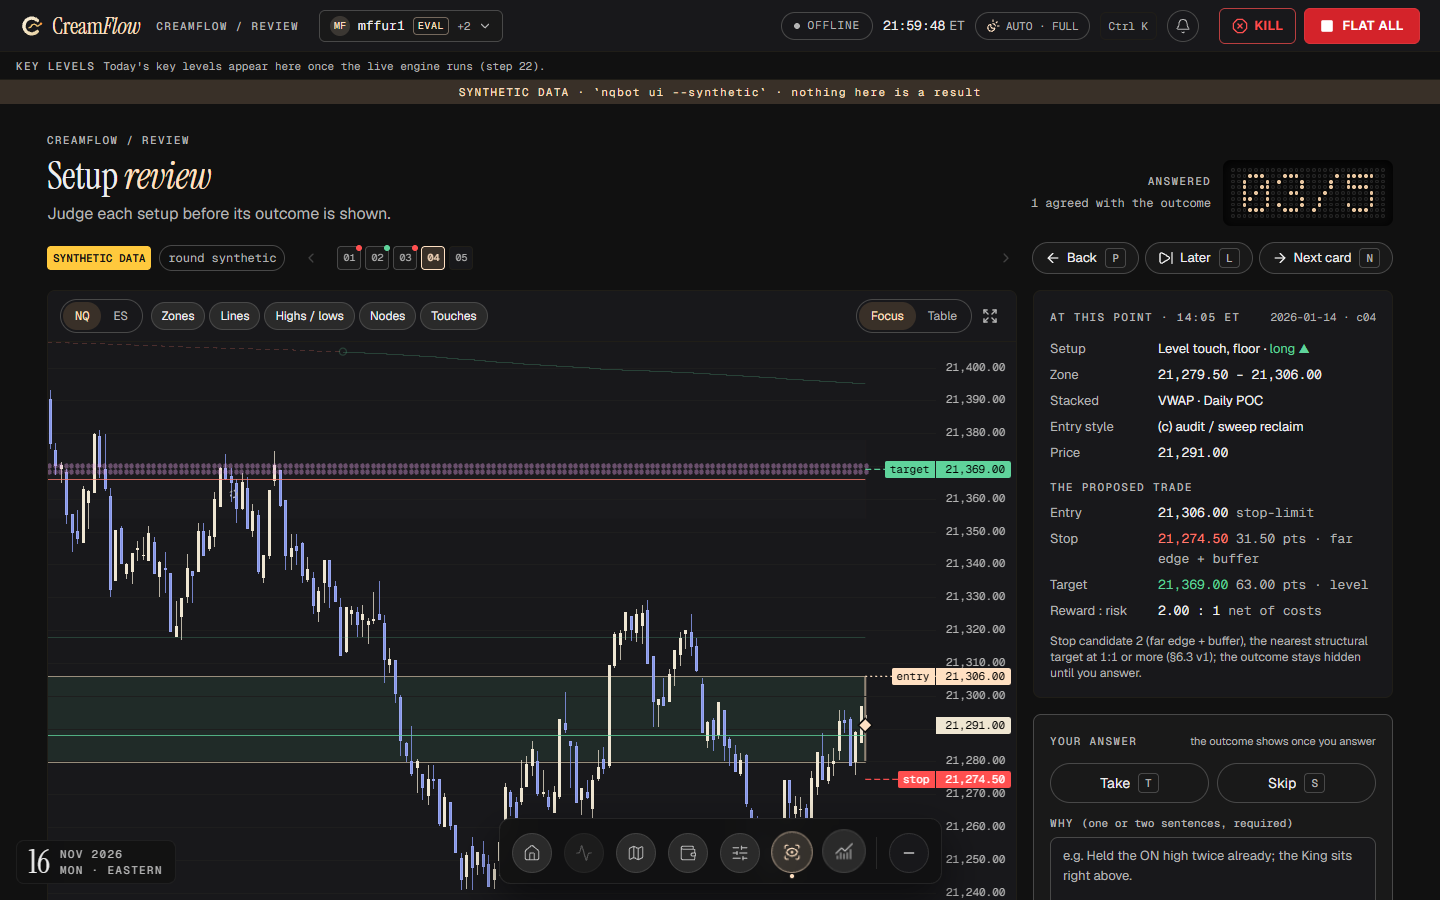 CreamFlow CREAMFLOW / REVIEW MF mffur1 EVAL +2 OFFLINE 21:59:48 ET AUTO · FULL Ctrl K KILL FLAT ALL
KEY LEVELS Today's key levels appear here once the live engine runs (step 22).
SYNTHETIC DATA · `nqbot ui --synthetic` · nothing here is a result
CREAMFLOW / REVIEW
Setup review
Judge each setup before its outcome is shown.
ANSWERED
1 agreed with the outcome
03/5
SYNTHETIC DATA round synthetic 01 02 03 04 05
Back P Later L Next card N
NQ ES Zones Lines Highs / lows Nodes Touches Focus Table
21,400.00
21,390.00
21,380.00
target 21,369.00
21,360.00
21,350.00
21,340.00
21,330.00
21,320.00
21,310.00
entry 21,306.00
21,300.00
21,291.00
21,280.00
stop 21,274.50
21,270.00
21,260.00
21,250.00
21,240.00
AT THIS POINT · 14:05 ET 2026-01-14 · c04
Setup Level touch, floor · long ▲
Zone 21,279.50 – 21,306.00
Stacked VWAP · Daily POC
Entry style (c) audit / sweep reclaim
Price 21,291.00
THE PROPOSED TRADE
Entry 21,306.00 stop-limit
Stop 21,274.50 31.50 pts · far
edge + buffer
Target 21,369.00 63.00 pts · level
Reward : risk 2.00 : 1 net of costs
Stop candidate 2 (far edge + buffer), the nearest structural
target at 1:1 or more (§6.3 v1); the outcome stays hidden
until you answer.
YOUR ANSWER the outcome shows once you answer
Take T Skip S
WHY (one or two sentences, required)
e.g. Held the ON high twice already; the King sits
right above.
16 NOV 2026
MON · EASTERN